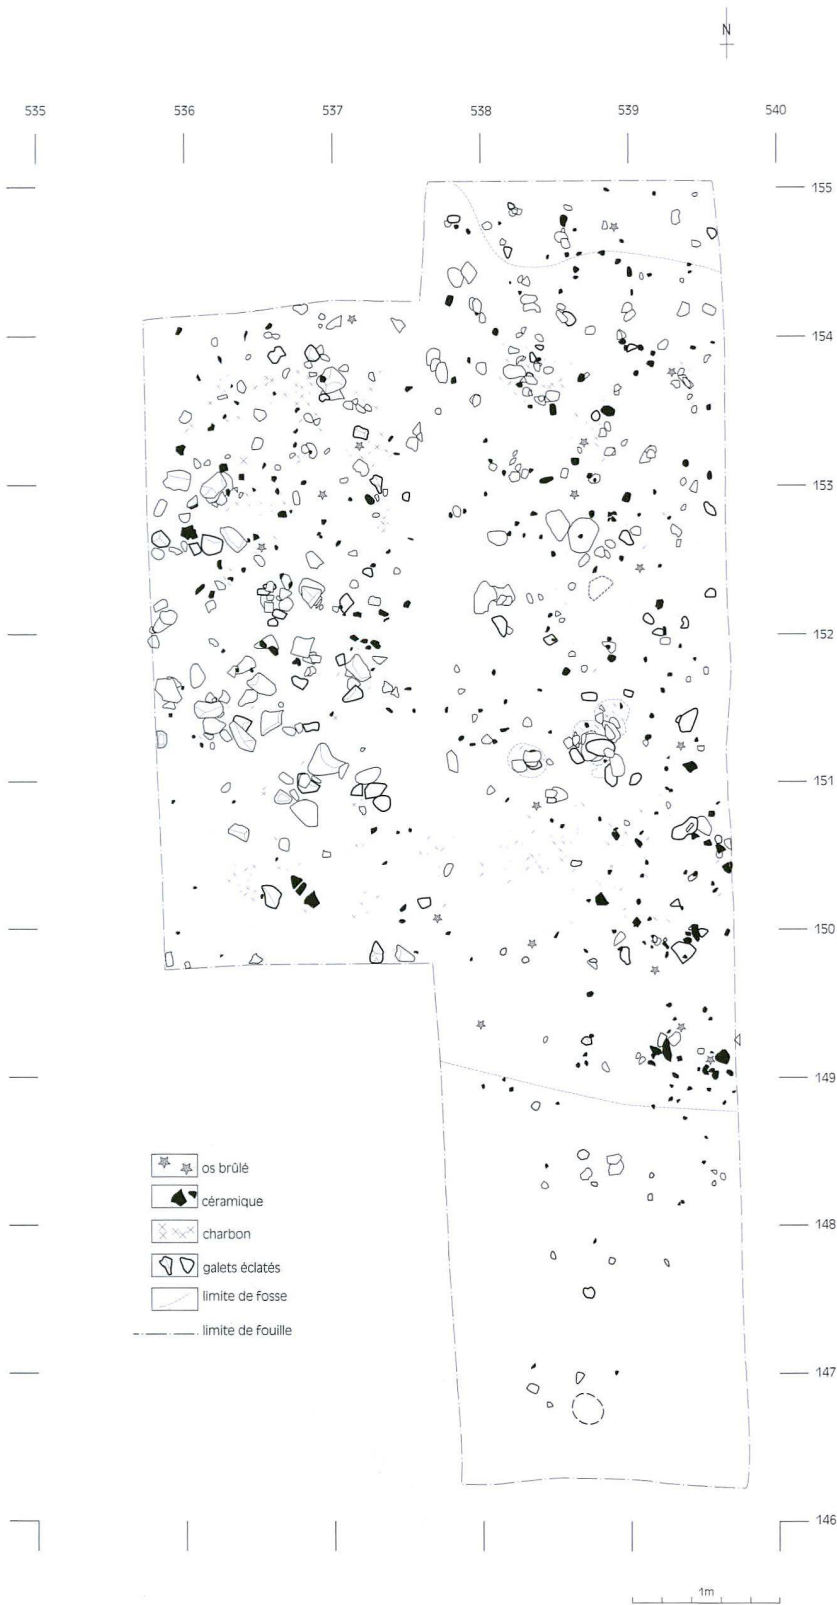 N
535 536 537 538 539 540
155
154
153
152
151
150
149
os brûlé
céramique
148
charbon
galets éclatés
limite de fosse
limite de fouille
147
146
1m